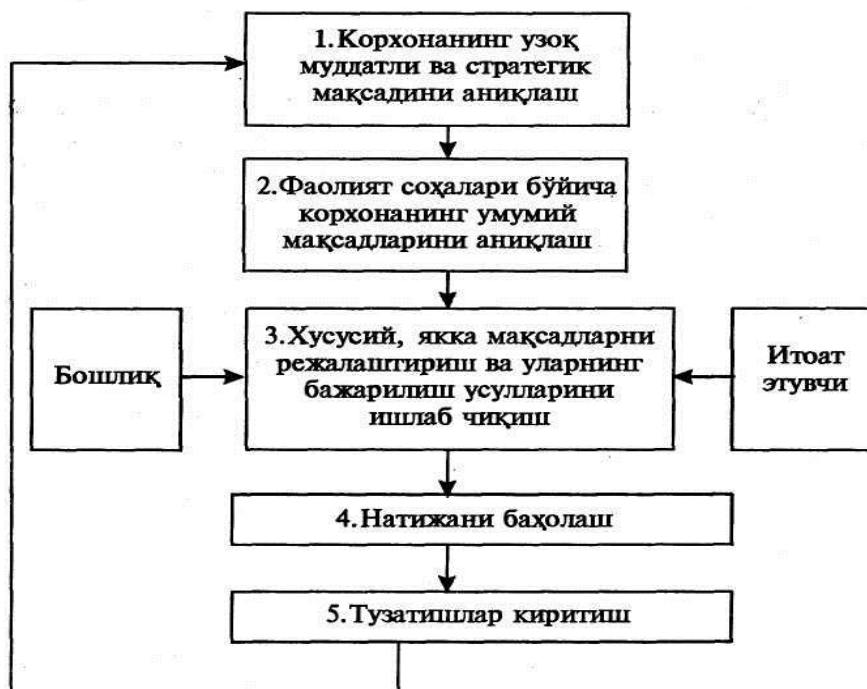 1.Корхонанинг узоқ
муддатли ва стратегик
мақсадини аниқлаш
2.Фаолият соҳалари бўйича
корхонанинг умумий
мақсадларини аниқлаш
Бошлиқ
3.Хусусий, якка мақсадларни
режалаштириш ва уларнинг
бажарилиш усулларини
ишлаб чиқиш
Итоат
этувчи
4.Натижани баҳолаш
5.Тузатишлар киритиш